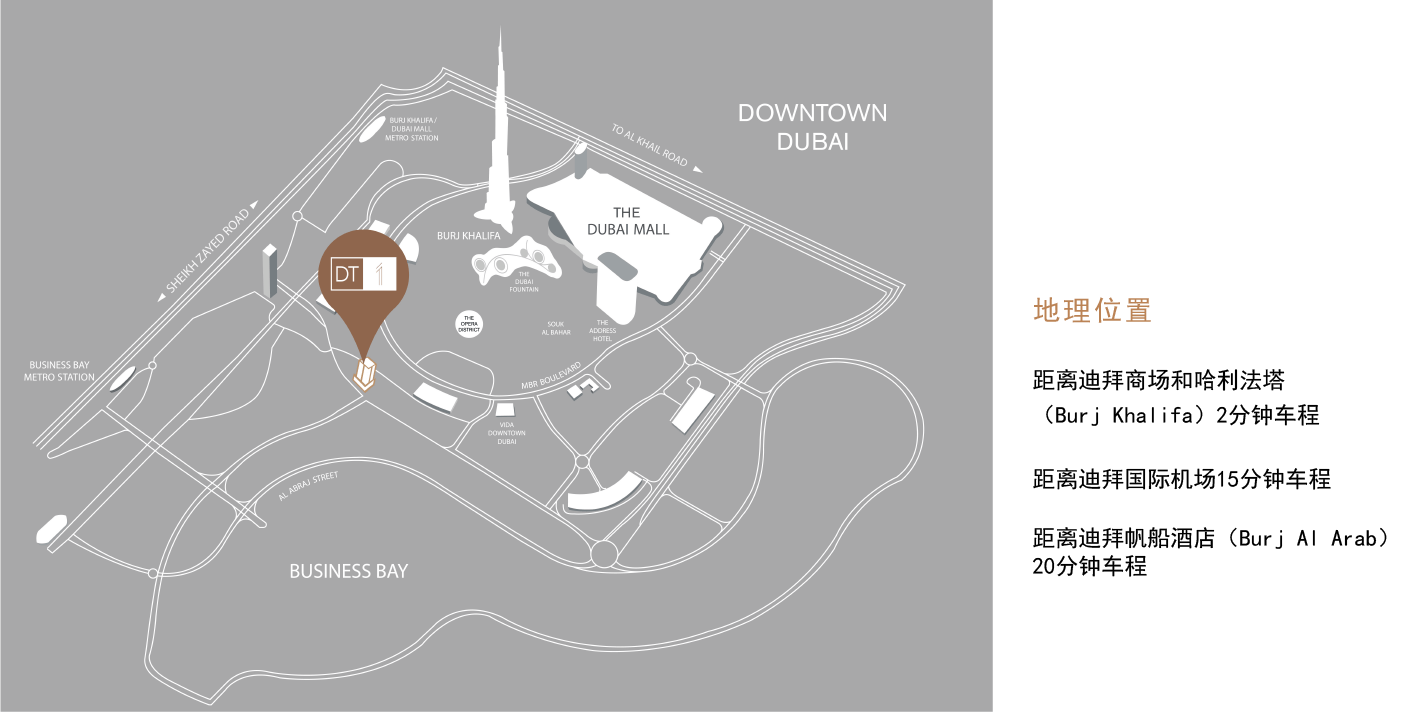 DOWNTOWN
DUBAI
BURJ KHALIFA/
DUBAI MALL
METRO STATION
TO AL KHAIL ROAD
THE
DUBAI MALL
SHEIKH ZAYED ROAD
BURJ KHALIFA
DT 1
THE
DUBAI
FOUNTAIN
THE
OPERA
DISTRICT
SOUK
AL BAHAR
THE
ADDRESS
HOTEL
BUSINESS BAY
METRO STATION
MBR BOULEVARD
VIDA
DOWNTOWN
DUBAI
AL ABRAJ STREET
BUSINESS BAY
地理位置
距离迪拜商场和哈利法塔
（Burj Khalifa）2分钟车程
距离迪拜国际机场15分钟车程
距离迪拜帆船酒店（Burj Al Arab）
20分钟车程